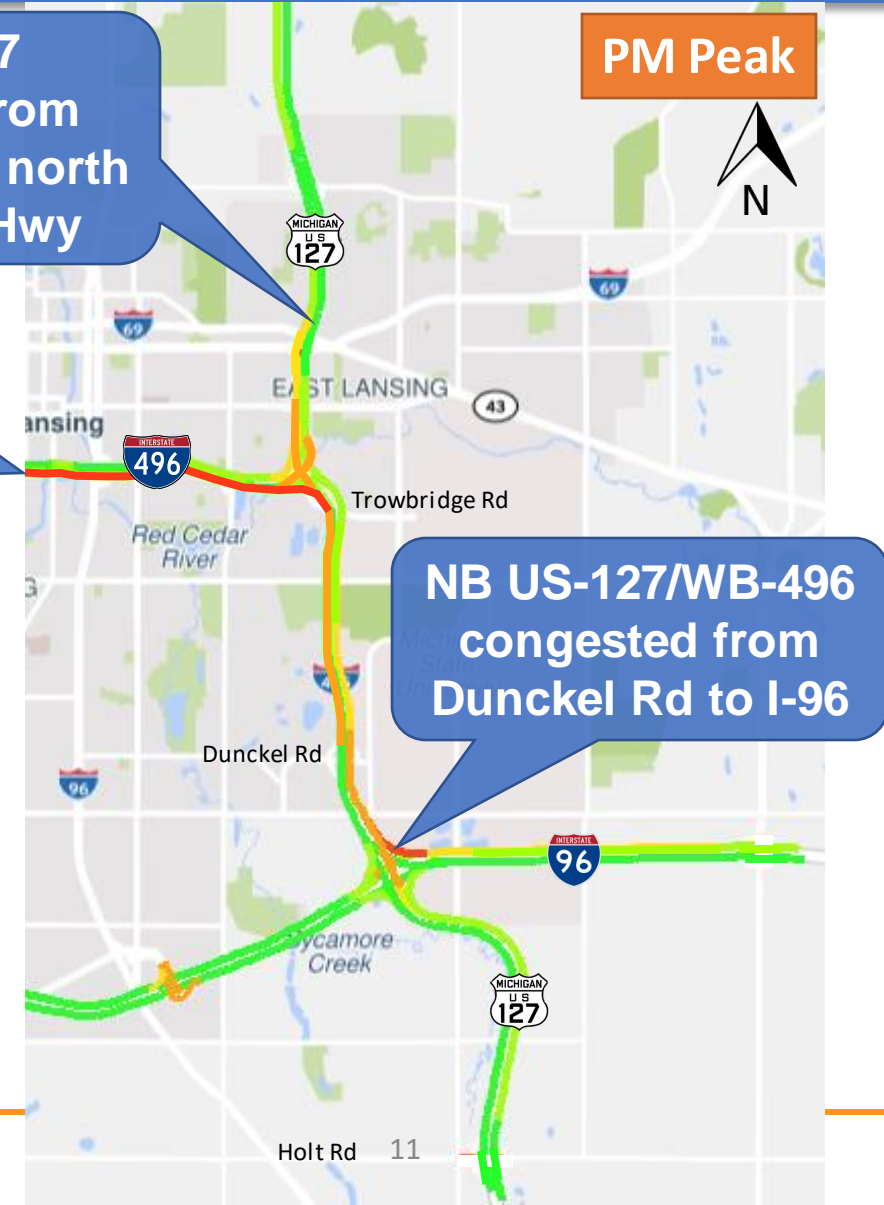 7
rom
north
Hwy
PM Peak
N
MICHIGAN
US
127
69
69
EAST LANSING
43
ansing
INTERSTATE
496
Trowbridge Rd
Red Cedar
River
G
NB US-127/WB-496
congested from
Dunckel Rd to I-96
Dunckel Rd
96
INTERSTATE
96
Sycamore
Creek
MICHIGAN
US
127
Holt Rd
11